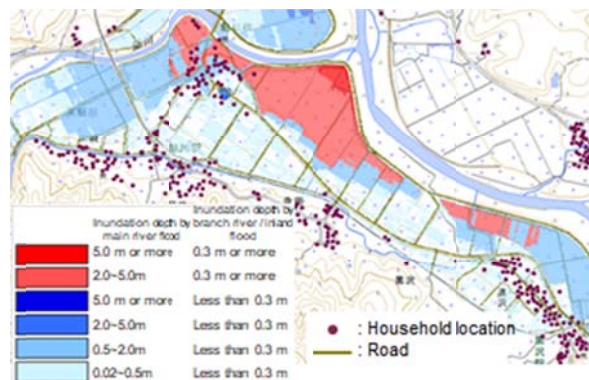 Inundation depth by main river flood
Inundation depth by branch river / inland flood
5.0 m or more 0.3 m or more
2.0~5.0m 0.3 m or more
5.0 m or more Less than 0.3 m
2.0~5.0m Less than 0.3 m
0.5~2.0m Less than 0.3 m
0.02~0.5m Less than 0.3 m
: Household location
: Road
黒沢